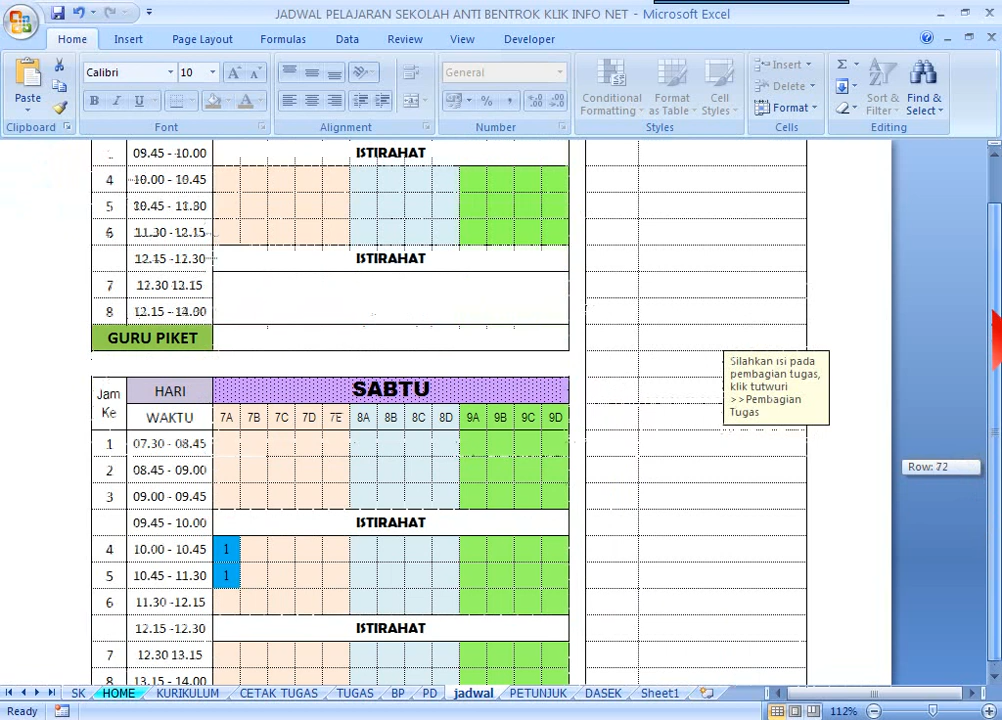 JADWAL PELAJARAN SEKOLAH ANTI BENTROK KLIK INFO NET - Microsoft Excel
Home Insert Page Layout Formulas Data Review View Developer
Calibri 10 General Insert Σ
Paste Conditional Format Cell Delete Sort & Find &
B I U A % , Formatting as Table Styles Format Filter Select
Clipboard Font Alignment Number Styles Cells Editing
09.45 - 10.00 ISTIRAHAT
4 10.00 - 10.45
5 10.45 - 11.30
6 11.30 - 12.15
12.15 -12.30 ISTIRAHAT
7 12.30 12.15
8 12.15 - 14.00
GURU PIKET
Silahkan isi pada
pembagian tugas,
klik tutwuri
>>Pembagian
Tugas
Jam Ke HARI SABTU
WAKTU 7A 7B 7C 7D 7E 8A 8B 8C 8D 9A 9B 9C 9D
1 07.30 - 08.45
2 08.45 - 09.00
Row: 72
3 09.00 - 09.45
09.45 - 10.00 ISTIRAHAT
4 10.00 - 10.45 1
5 10.45 - 11.30 1
6 11.30 -12.15
12.15 -12.30 ISTIRAHAT
7 12.30 13.15
8 13.15 - 14.00
SK HOME KURIKULUM CETAK TUGAS TUGAS BP PD jadwal PETUNJUK DASEK Sheet1
Ready 112%